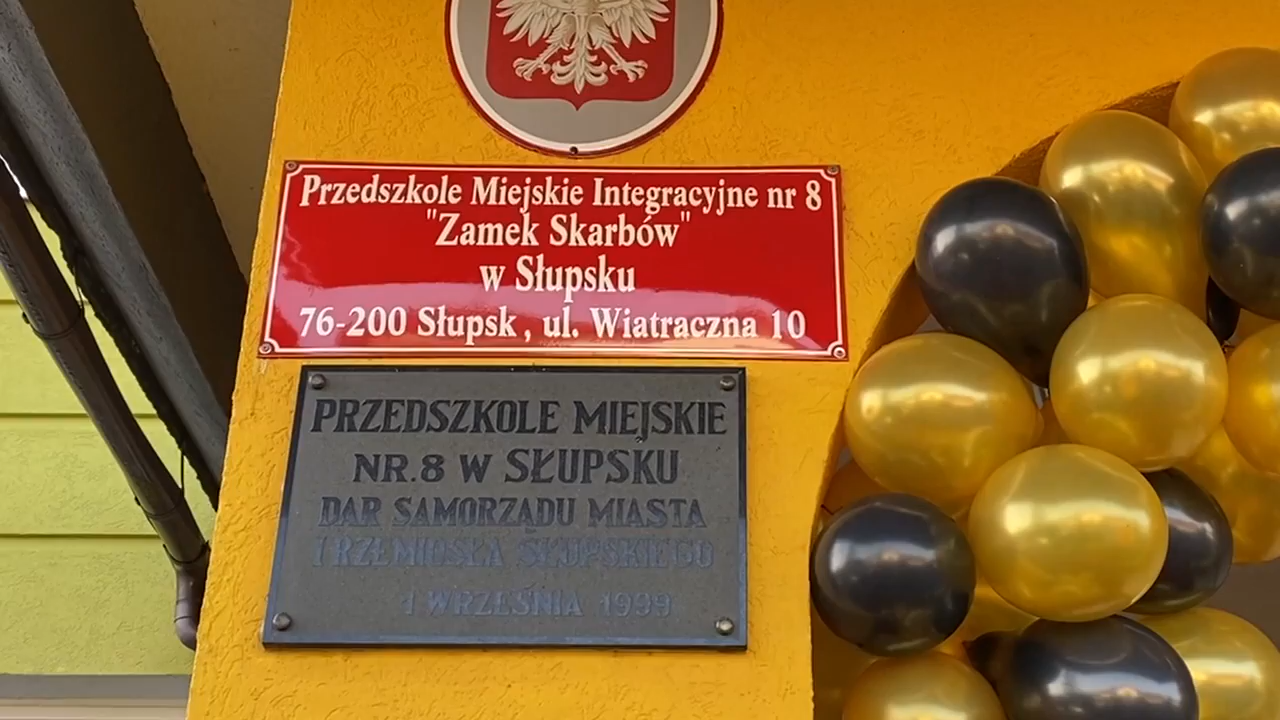 Przedszkole Miejskie Integracyjne nr 8
"Zamek Skarbów"
w Słupsku
76-200 Słupsk, ul. Wiatraczna 10
PRZEDSZKOLE MIEJSKIE
NR.8 W SŁUPSKU
DAR SAMORZĄDU MIASTA
I RZEMIOSŁA SŁUPSKIEGO
1 WRZEŚNIA 1999